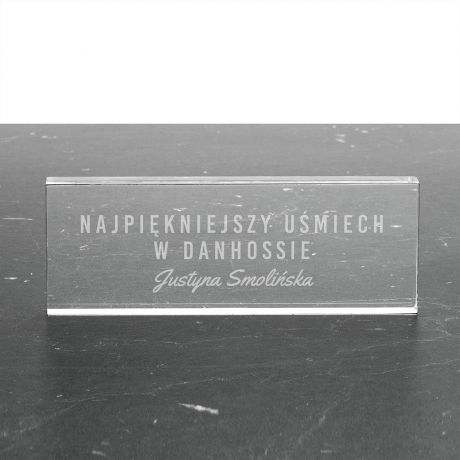 NAJPIĘKNIEJSZY UŚMIECH
W DANHOSSIE
Justyna Smolińska